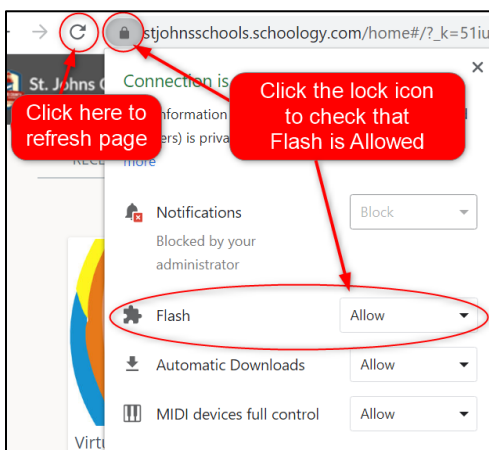 stjohnsschools.schoology.com/home#/?_k=51iu
St. Johns
Connection is
Click here to
refresh page
Click the lock icon
to check that
Flash is Allowed
information
is priva
more
Notifications
Block
Blocked by your
administrator
Flash
Allow
Automatic Downloads
Allow
MIDI devices full control
Allow
Virtu